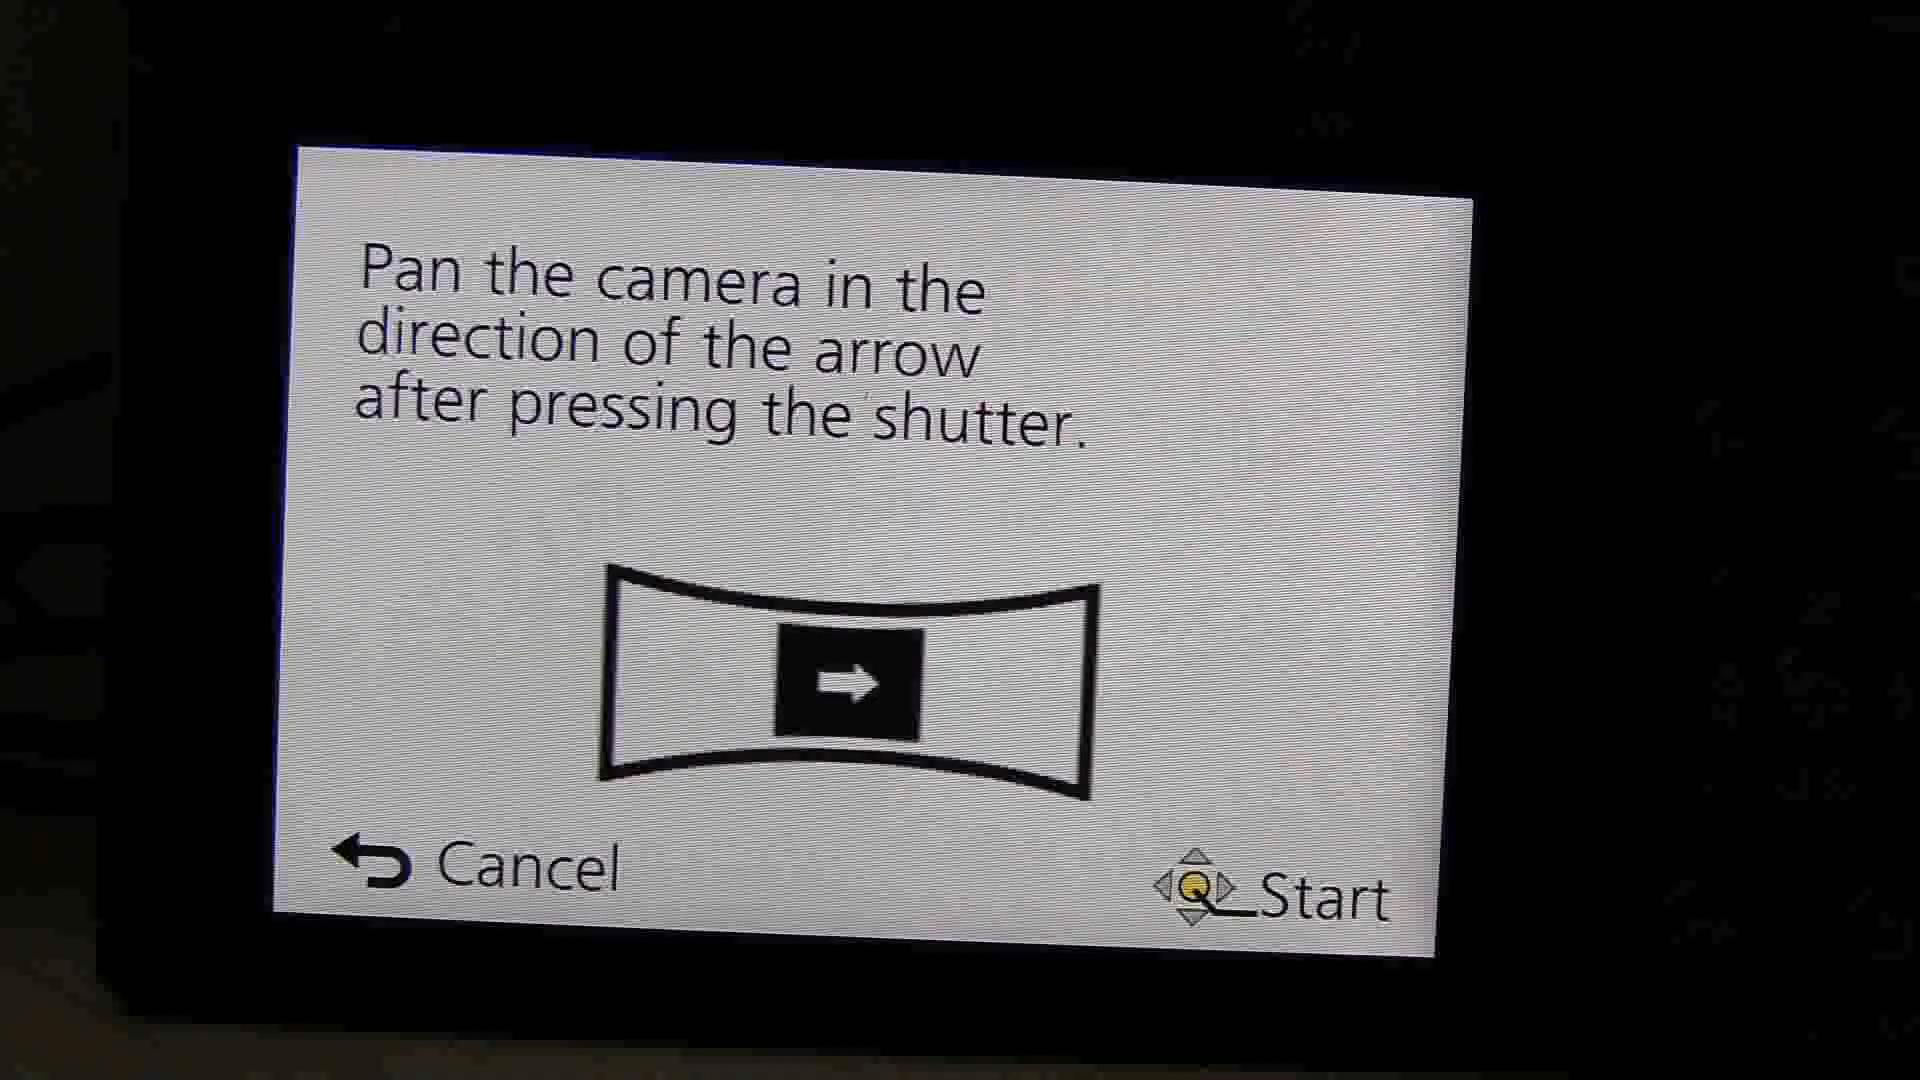 Pan the camera in the
direction of the arrow
after pressing the shutter.
Cancel
Start